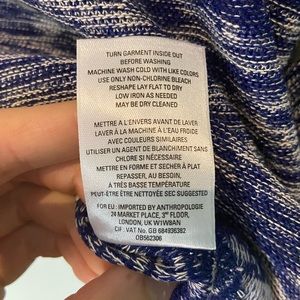 TURN GARMENT INSIDE OUT
BEFORE WASHING
MACHINE WASH COLD WITH LIKE COLORS
USE ONLY NON-CHLORINE BLEACH
RESHAPE LAY FLAT TO DRY
LOW IRON AS NEEDED
MAY BE DRY CLEANED
METTRE A L'ENVERS AVANT DE LAVER
LAVER À LA MACHINE À L'EAU FROIDE
AVEC COULEURS SIMILAIRES
UTILISER UN AGENT DE BLANCHIMENT SANS
CHLORE SI NÉCESSAIRE
METTRE EN FORME ET SECHER À PLAT
REPASSER, AU BESOIN,
À TRÈS BASSE TEMPÉRATURE
PEUT-ÊTRE ÊTRE NETTOYÉE SEC SUGGESTED
FOR EU: IMPORTED BY ANTHROPOLOGIE
24 MARKET PLACE, 3RD FLOOR,
LONDON, UK W1W8AN
CIF: VAT No. GB 684936382
OB562306